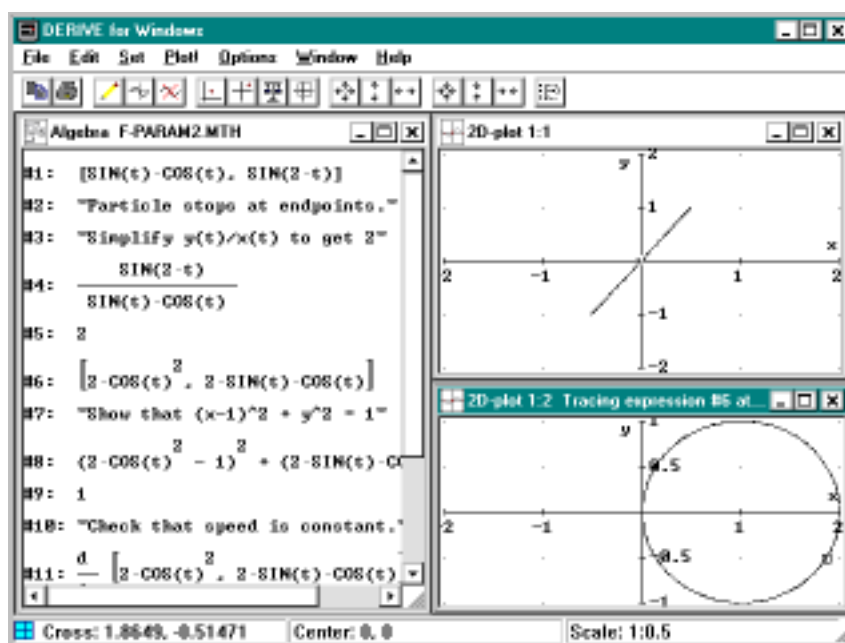 DERIVE for Windows
File Edit Set Plot! Options Window Help
Algebra F-PARAM2.MTH
#1: [SIN(t)·COS(t), SIN(2·t)]
#2: "Particle stops at endpoints."
#3: "Simplify y(t)/x(t) to get 2"
#4: SIN(2·t)
SIN(t)·COS(t)
#5: 2
#6: [2·COS(t)², 2·SIN(t)·COS(t)]
#7: "Show that (x-1)^2 + y^2 = 1"
#8: (2·COS(t)² - 1)² + (2·SIN(t)·CO
#9: 1
#10: "Check that speed is constant."
#11: d [2·COS(t)², 2·SIN(t)·COS(t)
2D-plot 1:1
y 2
1
x
2 -1 1 2
-1
-2
2D-plot 1:2 Tracing expression #6 at...
y 1
0.5
x
2 -1 1 2
-0.5
-1
Cross: 1.8649, -0.51471 Center: 0, 0 Scale: 1:0.5